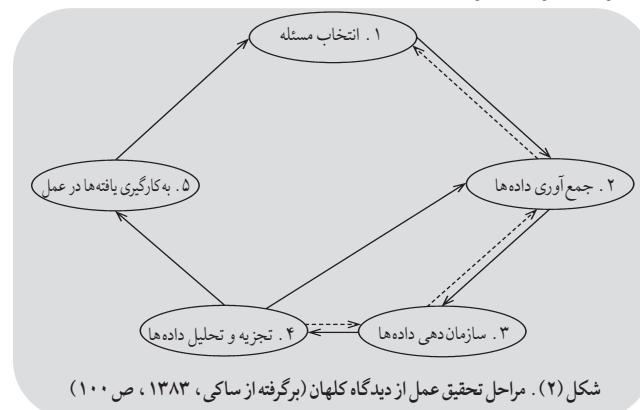 ۱. انتخاب مسئله
۲. جمع‌آوری داده‌ها
۳. سازمان‌دهی داده‌ها
۴. تجزیه و تحلیل داده‌ها
۵. به‌کارگیری یافته‌ها در عمل
شکل (۲). مراحل تحقیق عمل از دیدگاه کلهان (برگرفته از ساکی، ۱۳۸۳، ص ۱۰۰)